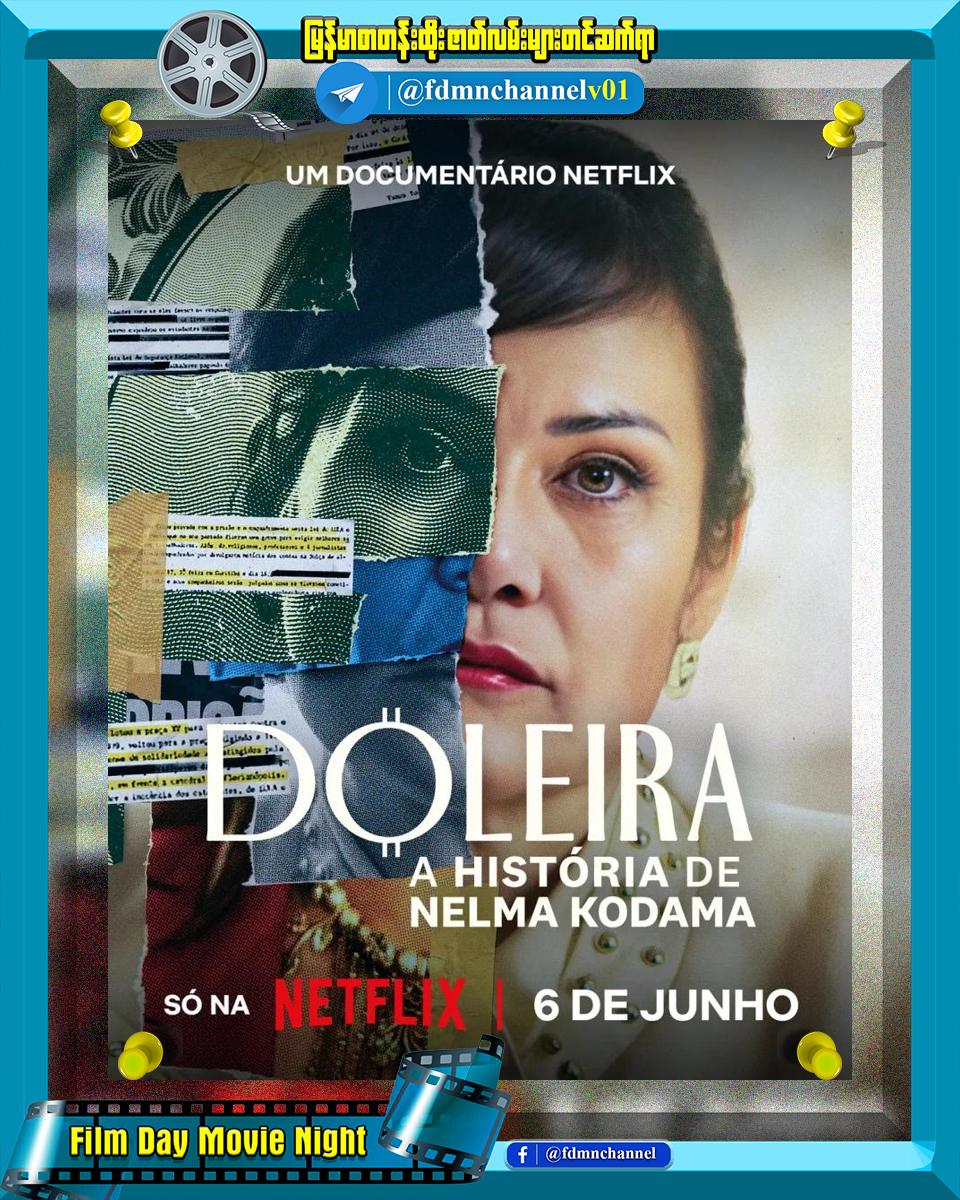 မြန်မာစာတန်းထိုး ဇာတ်လမ်းများတင်ဆက်ရာ
@fdmnchannelv01
UM DOCUMENTÁRIO NETFLIX
DOLEIRA
A HISTÓRIA DE
NELMA KODAMA
SÓ NA NETFLIX | 6 DE JUNHO
Film Day Movie Night
f @fdmnchannel